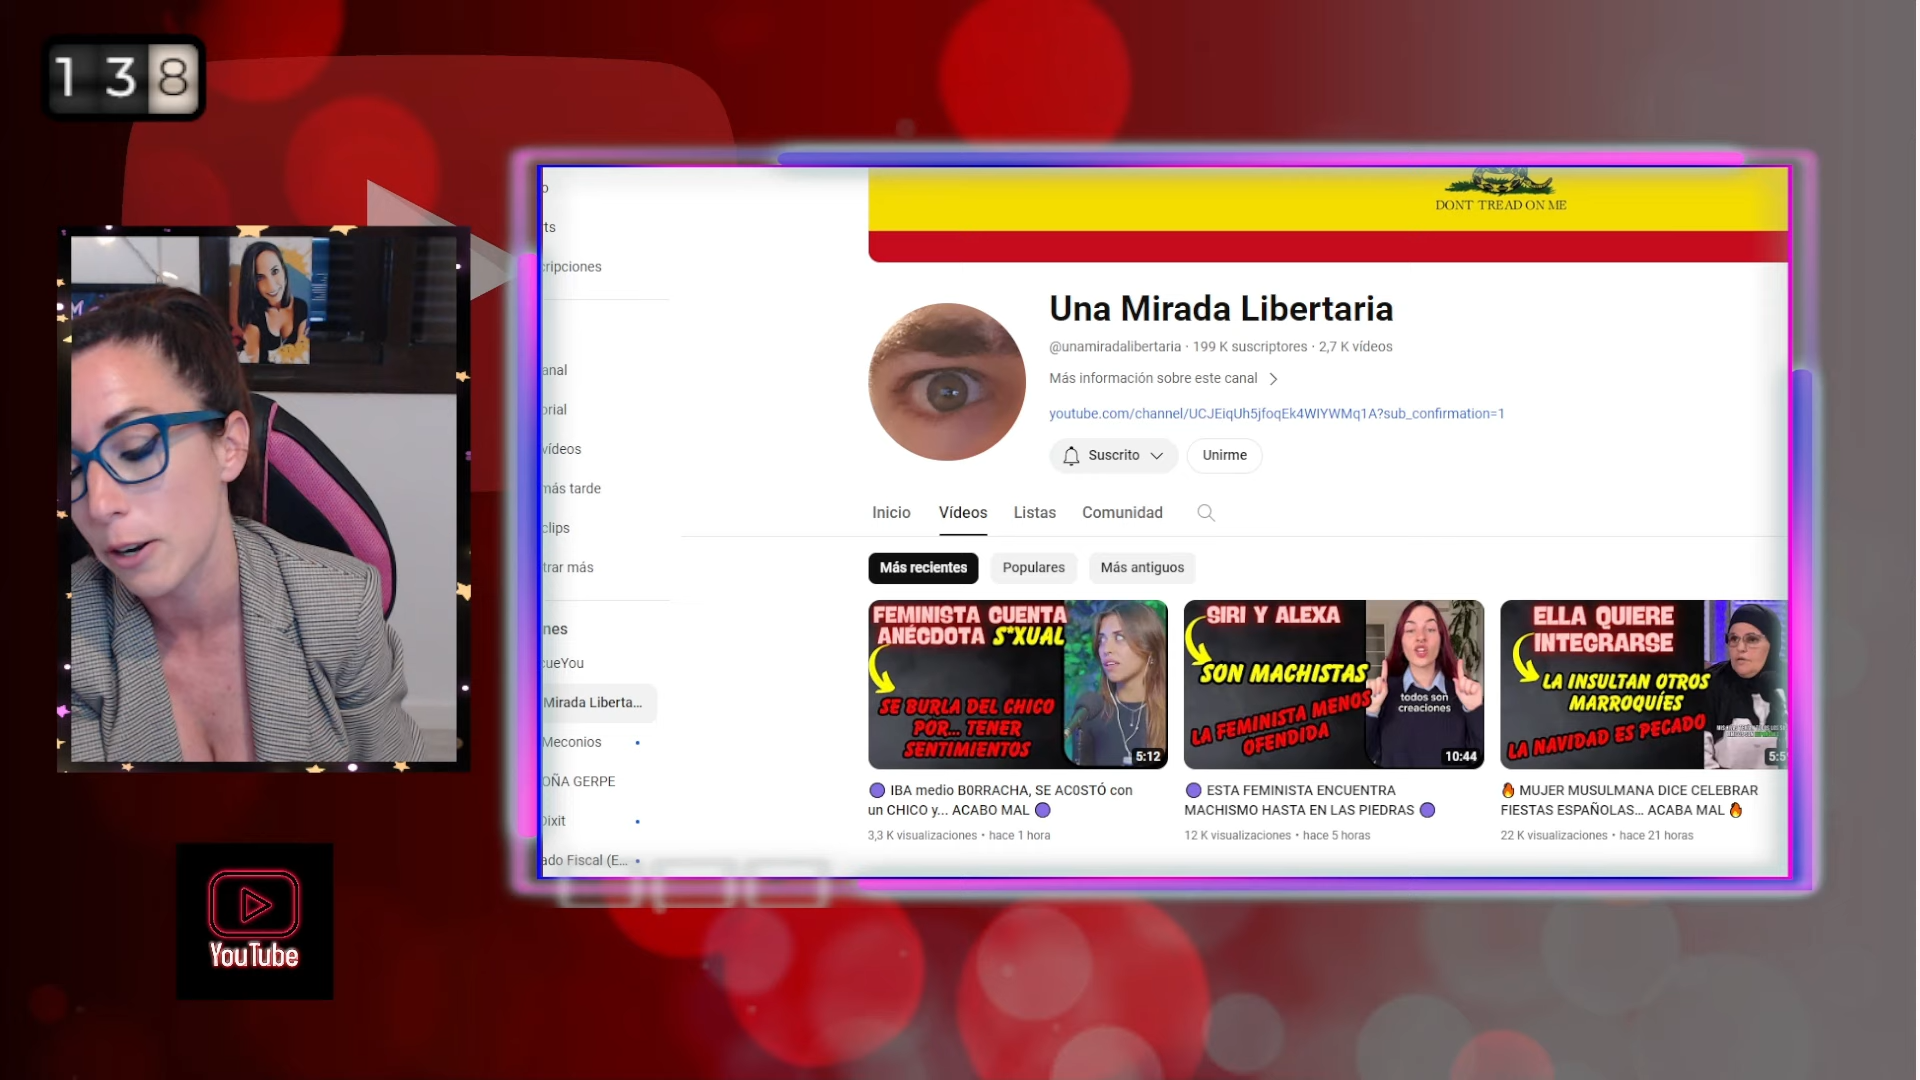 138
YouTube
DONT TREAD ON ME
Una Mirada Libertaria
@unamiradalibertaria · 199 K suscriptores · 2,7 K vídeos
Más información sobre este canal
youtube.com/channel/UCJEiqUh5jfoqEk4WIYWMq1A?sub_confirmation=1
Suscrito
Unirme
Inicio
Vídeos
Listas
Comunidad
Más recientes
Populares
Más antiguos
o
ts
cripciones
anal
orial
vídeos
más tarde
clips
trar más
nes
cueYou
Mirada Liberta...
Meconios
OÑA GERPE
Dixit
ado Fiscal (E...
FEMINISTA CUENTA
ANÉCDOTA S*XUAL
SE BURLA DEL CHICO
POR... TENER
SENTIMIENTOS
5:12
IBA medio B0RRACHA, SE AC0STÓ con
un CHICO y... ACABO MAL
3,3 K visualizaciones • hace 1 hora
SIRI Y ALEXA
SON MACHISTAS
LA FEMINISTA MENOS
OFENDIDA
todos son
creaciones
10:44
ESTA FEMINISTA ENCUENTRA
MACHISMO HASTA EN LAS PIEDRAS
12 K visualizaciones • hace 5 horas
ELLA QUIERE
INTEGRARSE
LA INSULTAN OTROS
MARROQUÍES
LA NAVIDAD ES PECADO
5:5
MUJER MUSULMANA DICE CELEBRAR
FIESTAS ESPAÑOLAS... ACABA MAL
22 K visualizaciones • hace 21 horas